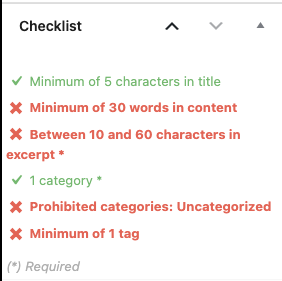 Checklist
Minimum of 5 characters in title
Minimum of 30 words in content
Between 10 and 60 characters in
excerpt *
1 category *
Prohibited categories: Uncategorized
Minimum of 1 tag
(*) Required